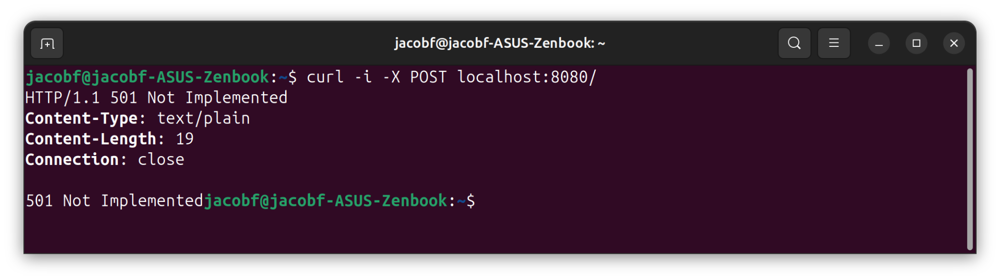 jacobf@jacobf-ASUS-Zenbook: ~
jacobf@jacobf-ASUS-Zenbook:~$ curl -i -X POST localhost:8080/
HTTP/1.1 501 Not Implemented
Content-Type: text/plain
Content-Length: 19
Connection: close
501 Not Implementedjacobf@jacobf-ASUS-Zenbook:~$